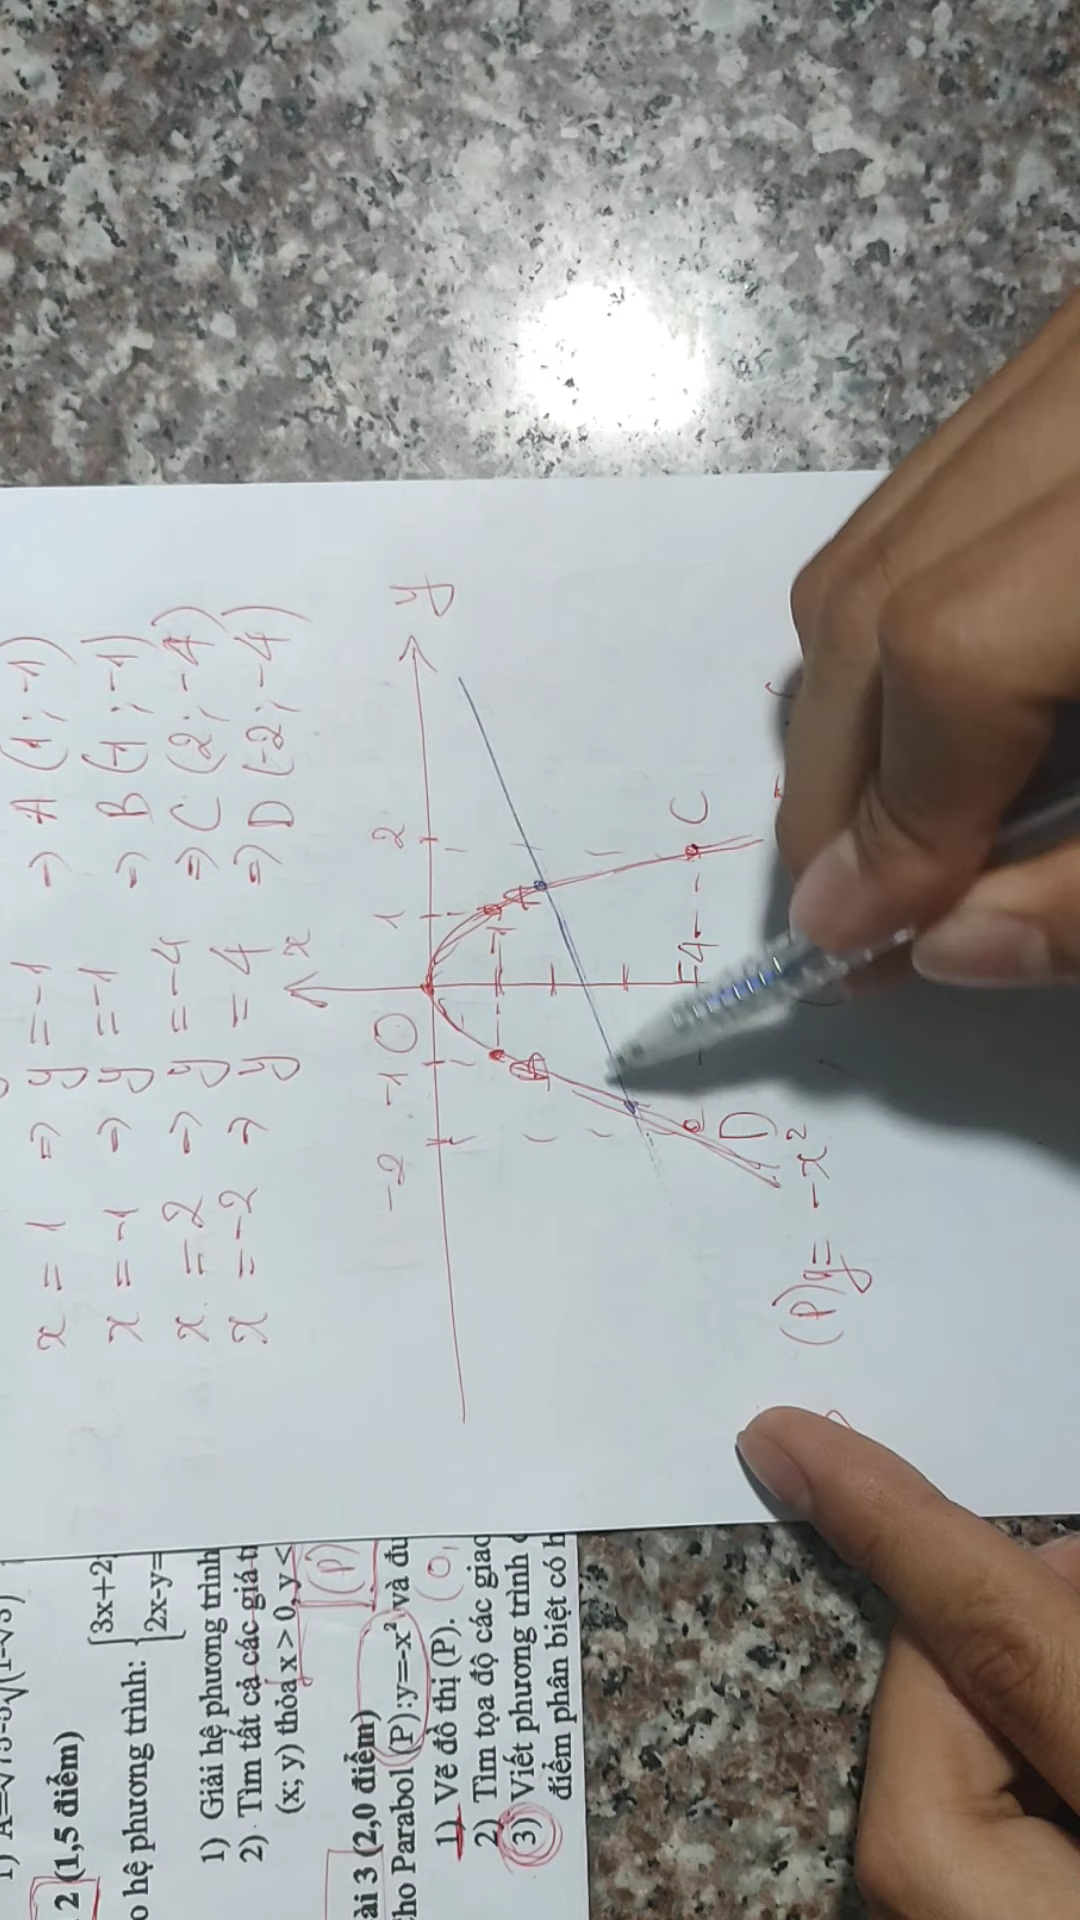 x = 1 => y = -1 => A (1; -1)
x = -1 => y = -1 => B (-1; -1)
x = 2 => y = -4 => C (2; -4)
x = -2 => y = 4 => D (-2; -4)
y
x
-2 -1 O 1 2
-1
A
-4
C
D
(P) y = -x²
2 (1,5 điểm)
hệ phương trình: 3x+2
2x-y=
1) Giải hệ phương trình
2) Tìm tất cả các giá
(x; y) thỏa x > 0, y <
(P)
ài 3 (2,0 điểm)
ho Parabol (P):y=-x² và
1) Vẽ đồ thị (P). (0,
2) Tìm tọa độ các giao
3) Viết phương trình
điểm phân biệt có